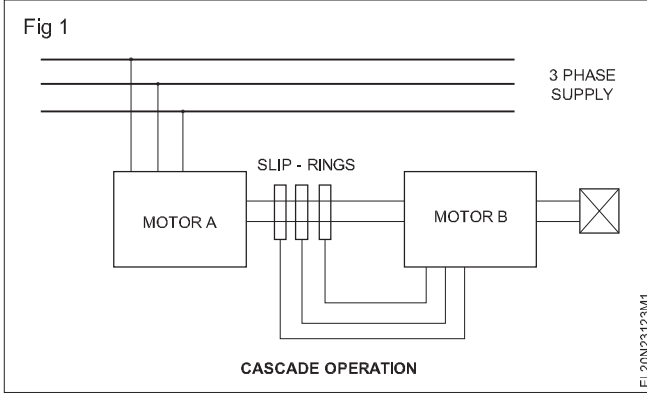 Fig 1
3 PHASE
SUPPLY
SLIP - RINGS
MOTOR A
MOTOR B
CASCADE OPERATION
EL20N23123M1